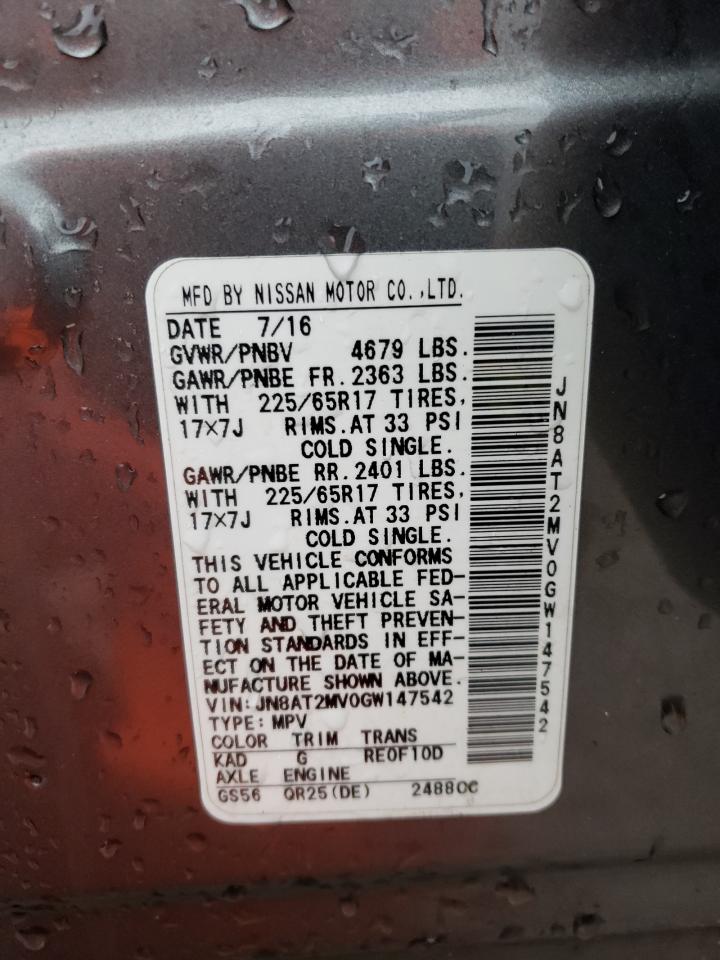 MFD BY NISSAN MOTOR CO.,LTD.
DATE 7/16
GVWR/PNBV 4679 LBS.
GAWR/PNBE FR. 2363 LBS.
WITH 225/65R17 TIRES,
17×7J RIMS.AT 33 PSI
COLD SINGLE.
GAWR/PNBE RR. 2401 LBS.
WITH 225/65R17 TIRES,
17×7J RIMS.AT 33 PSI
COLD SINGLE.
THIS VEHICLE CONFORMS
TO ALL APPLICABLE FED-
ERAL MOTOR VEHICLE SA-
FETY AND THEFT PREVEN-
TION STANDARDS IN EFF-
ECT ON THE DATE OF MA-
NUFACTURE SHOWN ABOVE.
VIN:JN8AT2MV0GW147542
TYPE:MPV
COLOR TRIM TRANS
KAD G RE0F10D
AXLE ENGINE
GS56 QR25(DE) 2488CC
JN8AT2MV0GW147542